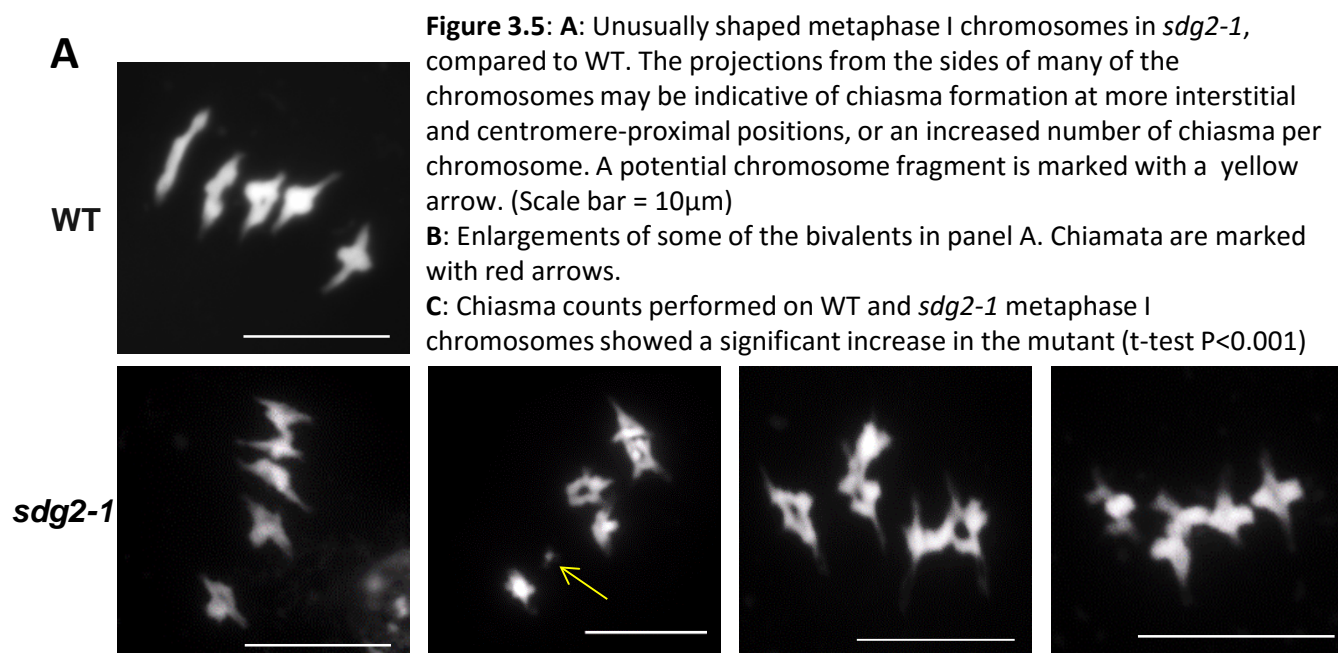 A
Figure 3.5: A: Unusually shaped metaphase I chromosomes in sdg2-1,
compared to WT. The projections from the sides of many of the
chromosomes may be indicative of chiasma formation at more interstitial
and centromere-proximal positions, or an increased number of chiasma per
chromosome. A potential chromosome fragment is marked with a yellow
arrow. (Scale bar = 10µm)
B: Enlargements of some of the bivalents in panel A. Chiamata are marked
with red arrows.
C: Chiasma counts performed on WT and sdg2-1 metaphase I
chromosomes showed a significant increase in the mutant (t-test P<0.001)
WT
sdg2-1